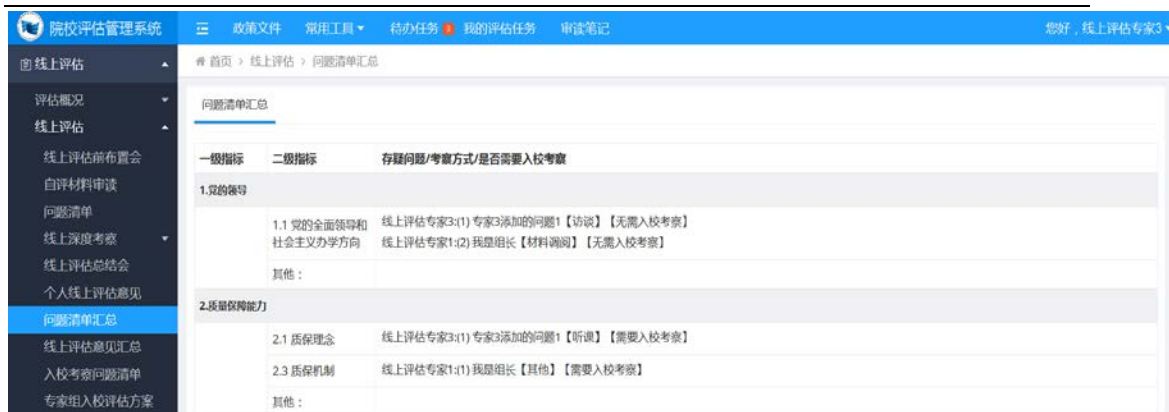 院校评估管理系统
政策文件 常用工具 待办任务 我的评估任务 审读笔记
您好，线上评估专家3
线上评估
首页 > 线上评估 > 问题清单汇总
评估概况
线上评估
线上评估前布置会
自评材料审读
问题清单
线上深度考察
线上评估总结会
个人线上评估意见
问题清单汇总
线上评估意见汇总
入校考察问题清单
专家组入校评估方案
问题清单汇总
一级指标 二级指标 存疑问题/考察方式/是否需要入校考察
1.党的领导
1.1 党的全面领导和
社会主义办学方向
线上评估专家3:(1) 专家3添加的问题1【访谈】【无需入校考察】
线上评估专家1:(2) 我是组长【材料调阅】【无需入校考察】
其他：
2.质量保障能力
2.1 质保理念 线上评估专家3:(1) 专家3添加的问题1【听课】【需要入校考察】
2.3 质保机制 线上评估专家1:(1) 我是组长【其他】【需要入校考察】
其他：